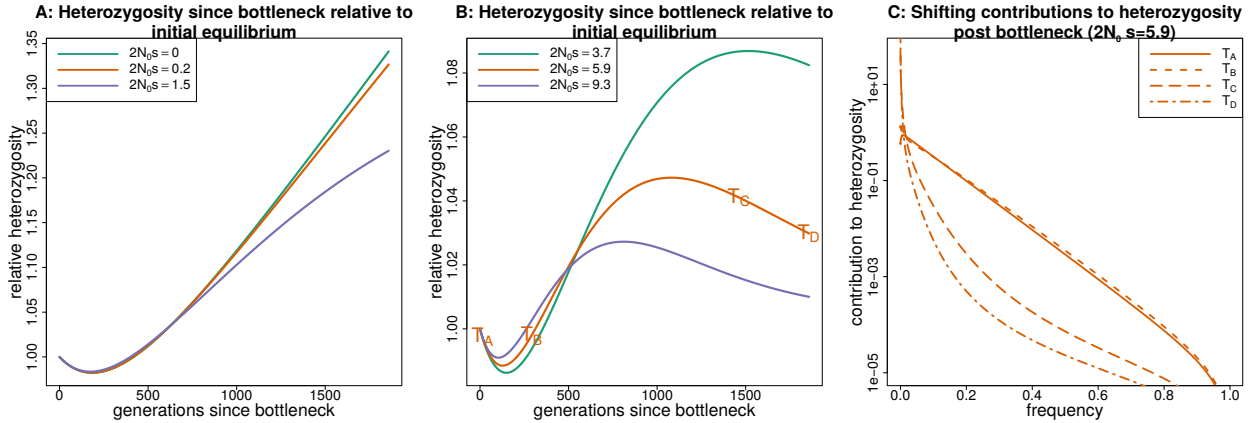 A: Heterozygosity since bottleneck relative to
initial equilibrium
2N₀s = 0
2N₀s = 0.2
2N₀s = 1.5
relative heterozygosity
1.35
1.30
1.25
1.20
1.15
1.10
1.05
1.00
0
500
1000
1500
generations since bottleneck
B: Heterozygosity since bottleneck relative to
initial equilibrium
2N₀s = 3.7
2N₀s = 5.9
2N₀s = 9.3
relative heterozygosity
1.08
1.06
1.04
1.02
1.00
T_A
T_B
T_C
T_D
0
500
1000
1500
generations since bottleneck
C: Shifting contributions to heterozygosity
post bottleneck (2N₀ s=5.9)
T_A
T_B
T_C
T_D
contribution to heterozygosity
1e+01
1e−01
1e−03
1e−05
0.0
0.2
0.4
0.6
0.8
1.0
frequency